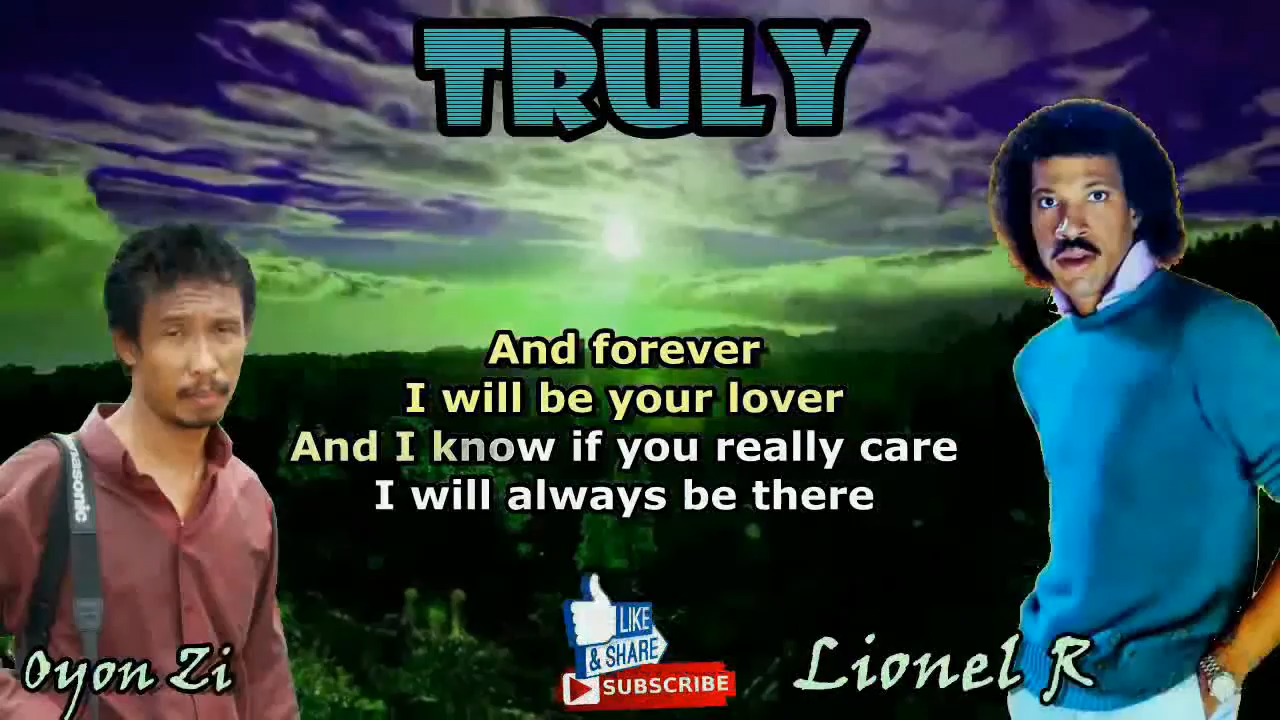 TRULY
And forever
I will be your lover
And I know if you really care
I will always be there
LIKE
& SHARE
SUBSCRIBE
Oyon Zi
Lionel R